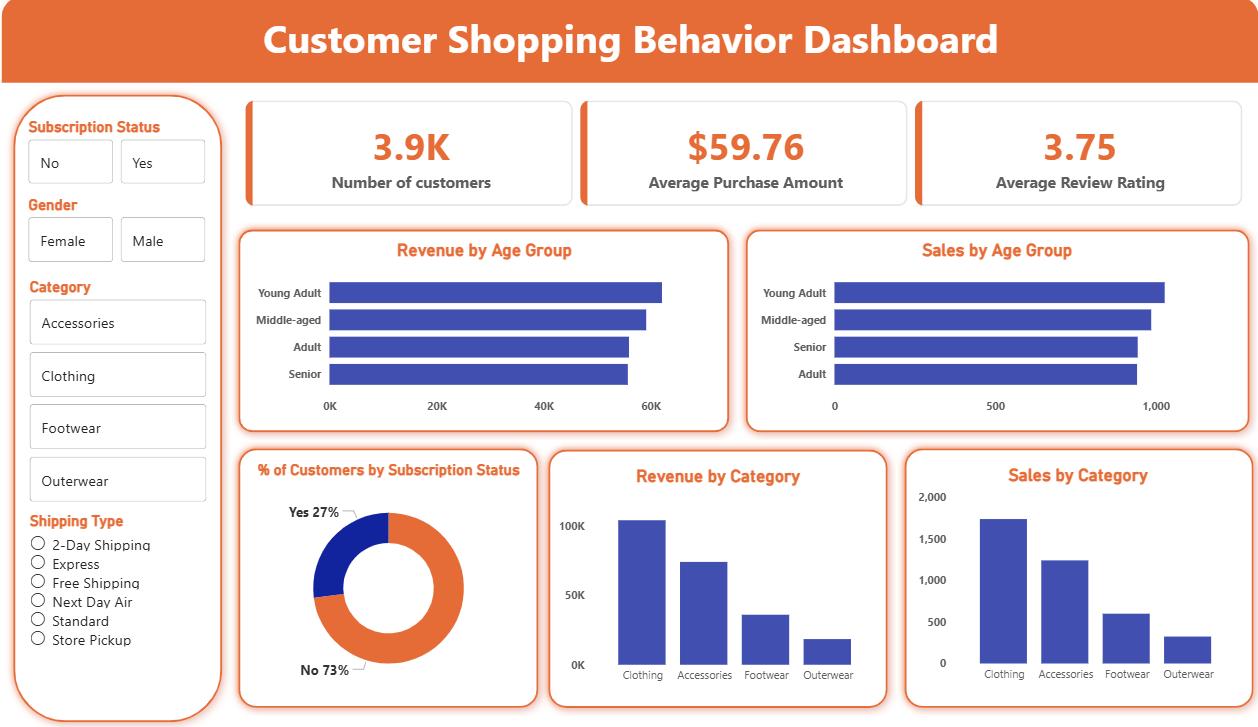 Customer Shopping Behavior Dashboard
Subscription Status
No
Yes
Gender
Female
Male
Category
Accessories
Clothing
Footwear
Outerwear
Shipping Type
2-Day Shipping
Express
Free Shipping
Next Day Air
Standard
Store Pickup
3.9K
Number of customers
$59.76
Average Purchase Amount
3.75
Average Review Rating
Revenue by Age Group
Young Adult
Middle-aged
Adult
Senior
0K 20K 40K 60K
Sales by Age Group
Young Adult
Middle-aged
Senior
Adult
0 500 1,000
% of Customers by Subscription Status
Yes 27%
No 73%
Revenue by Category
100K
50K
0K
Clothing Accessories Footwear Outerwear
Sales by Category
2,000
1,500
1,000
500
0
Clothing Accessories Footwear Outerwear